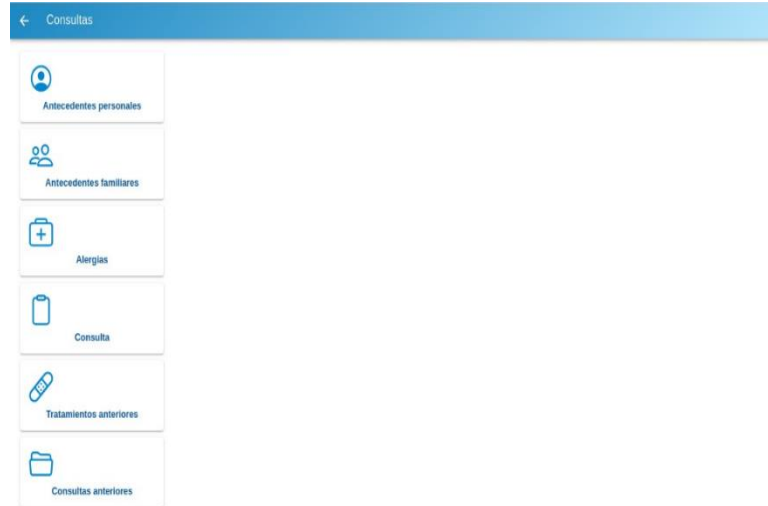 Consultas
Antecedentes personales
Antecedentes familiares
Alergias
Consulta
Tratamientos anteriores
Consultas anteriores